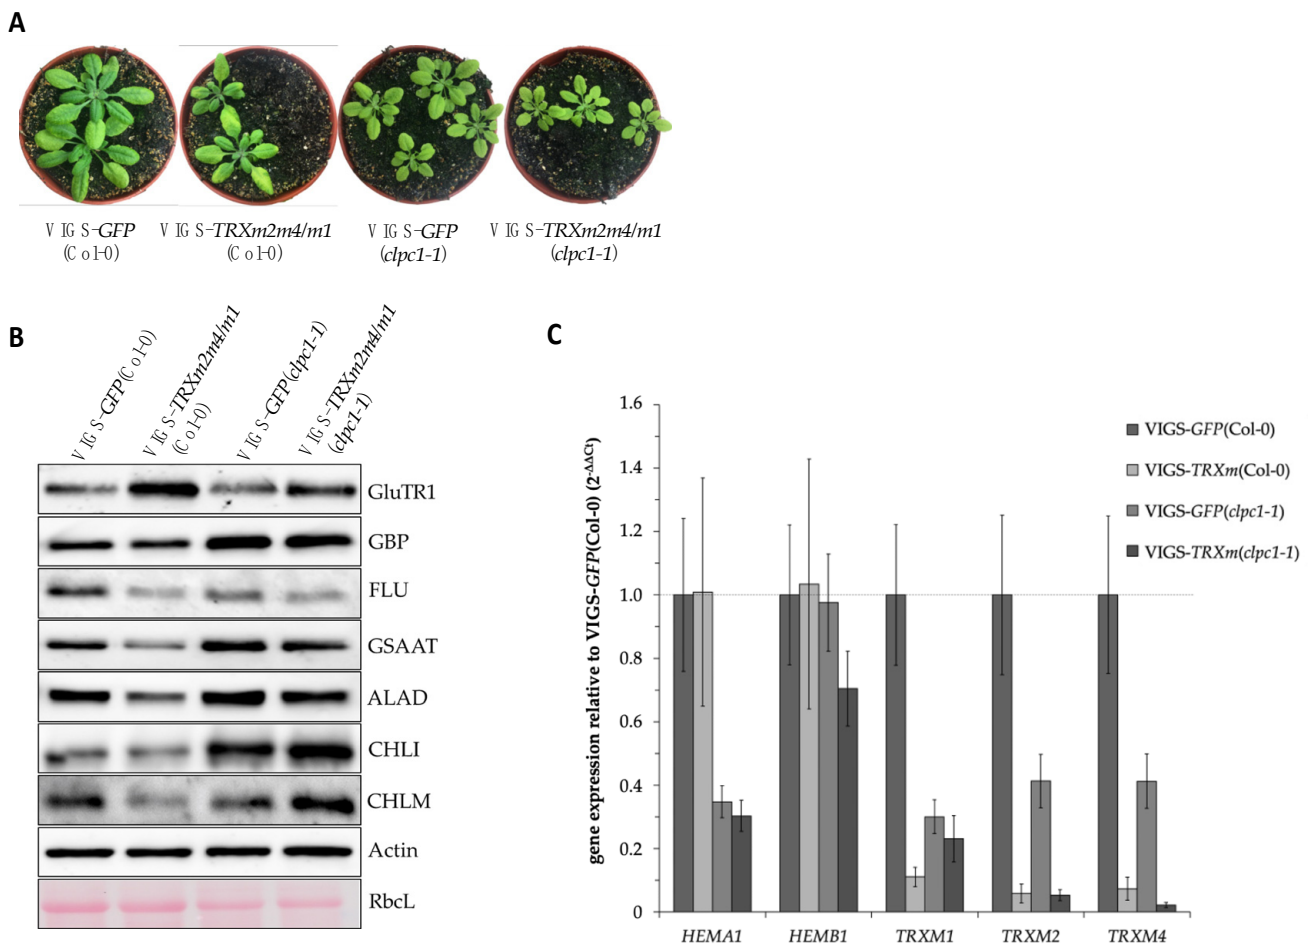 A
VIGS-GFP
(Col-0)
VIGS-TRXm2m4/m1
(Col-0)
VIGS-GFP
(clpc1-1)
VIGS-TRXm2m4/m1
(clpc1-1)
B
VIGS-GFP(Col-0)
VIGS-TRXm2m4/m1
(Col-0)
VIGS-GFP(clpc1-1)
VIGS-TRXm2m4/m1
(clpc1-1)
GluTR1
GBP
FLU
GSAAT
ALAD
CHLI
CHLM
Actin
RbcL
C
gene expression relative to VIGS-GFP(Col-0) (2-ΔΔCt)
1.6
1.4
1.2
1.0
0.8
0.6
0.4
0.2
0
VIGS-GFP(Col-0)
VIGS-TRXm(Col-0)
VIGS-GFP(clpc1-1)
VIGS-TRXm(clpc1-1)
HEMA1 HEMB1 TRXM1 TRXM2 TRXM4